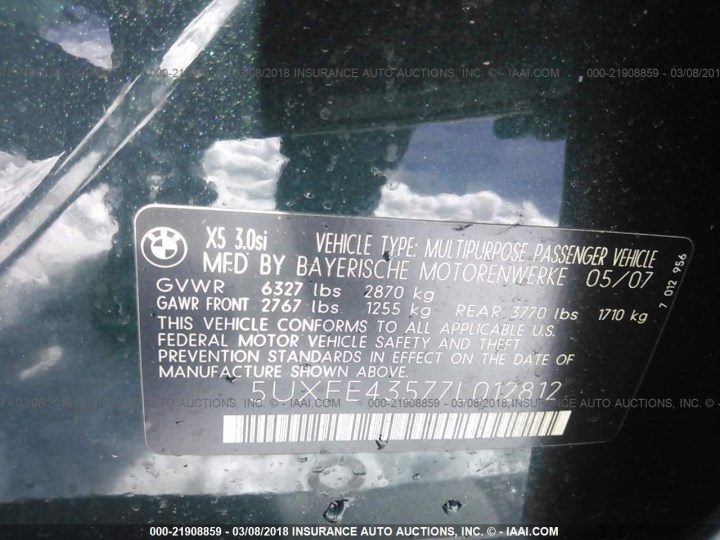 000-21908859 - 03/08/2018 INSURANCE AUTO AUCTIONS, INC. © - IAAI.COM
000-21908859 - 03/08/2018 INSURANCE AUTO
BMW
X5 3.0si VEHICLE TYPE: MULTIPURPOSE PASSENGER VEHICLE
MFD BY BAYERISCHE MOTORENWERKE 05/07
GVWR 6327 lbs 2870 kg
GAWR FRONT 2767 lbs 1255 kg REAR 3770 lbs 1710 kg
7 012 956
THIS VEHICLE CONFORMS TO ALL APPLICABLE U.S.
FEDERAL MOTOR VEHICLE SAFETY AND THEFT
PREVENTION STANDARDS IN EFFECT ON THE DATE OF
MANUFACTURE SHOWN ABOVE.
5UXFE43577L012812
AUCTIONS, INC. © - IAAI.COM
000-21908859 - 03/08/2018 INSURANCE AUTO AUCTIONS, INC.
000-21908859 - 03/08/2018 INSURANCE AUTO AUCTIONS, INC. © - IAAI.COM